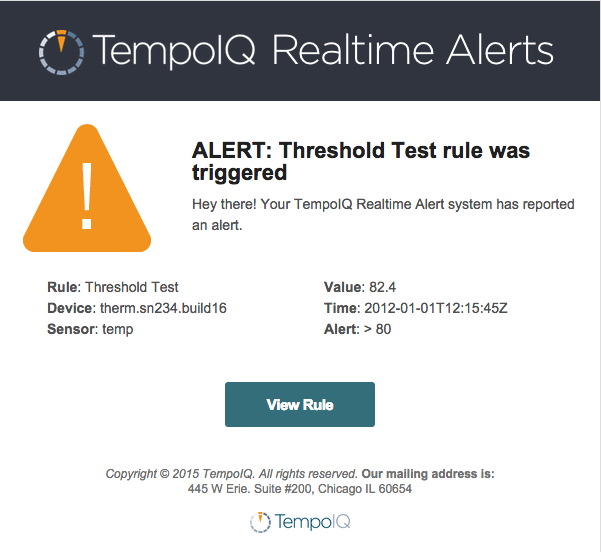 TempoIQ Realtime Alerts
!
ALERT: Threshold Test rule was
triggered
Hey there! Your TempoIQ Realtime Alert system has reported
an alert.
Rule: Threshold Test
Device: therm.sn234.build16
Sensor: temp
Value: 82.4
Time: 2012-01-01T12:15:45Z
Alert: > 80
View Rule
Copyright © 2015 TempoIQ. All rights reserved. Our mailing address is:
445 W Erie. Suite #200, Chicago IL 60654
TempoIQ